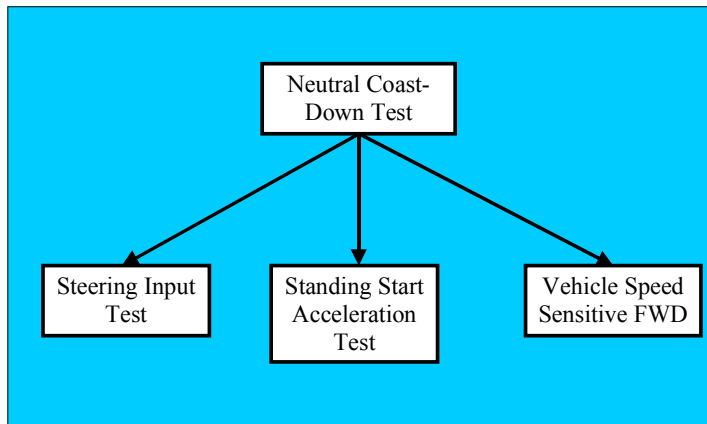 Neutral Coast-
Down Test
Steering Input
Test
Standing Start
Acceleration
Test
Vehicle Speed
Sensitive FWD